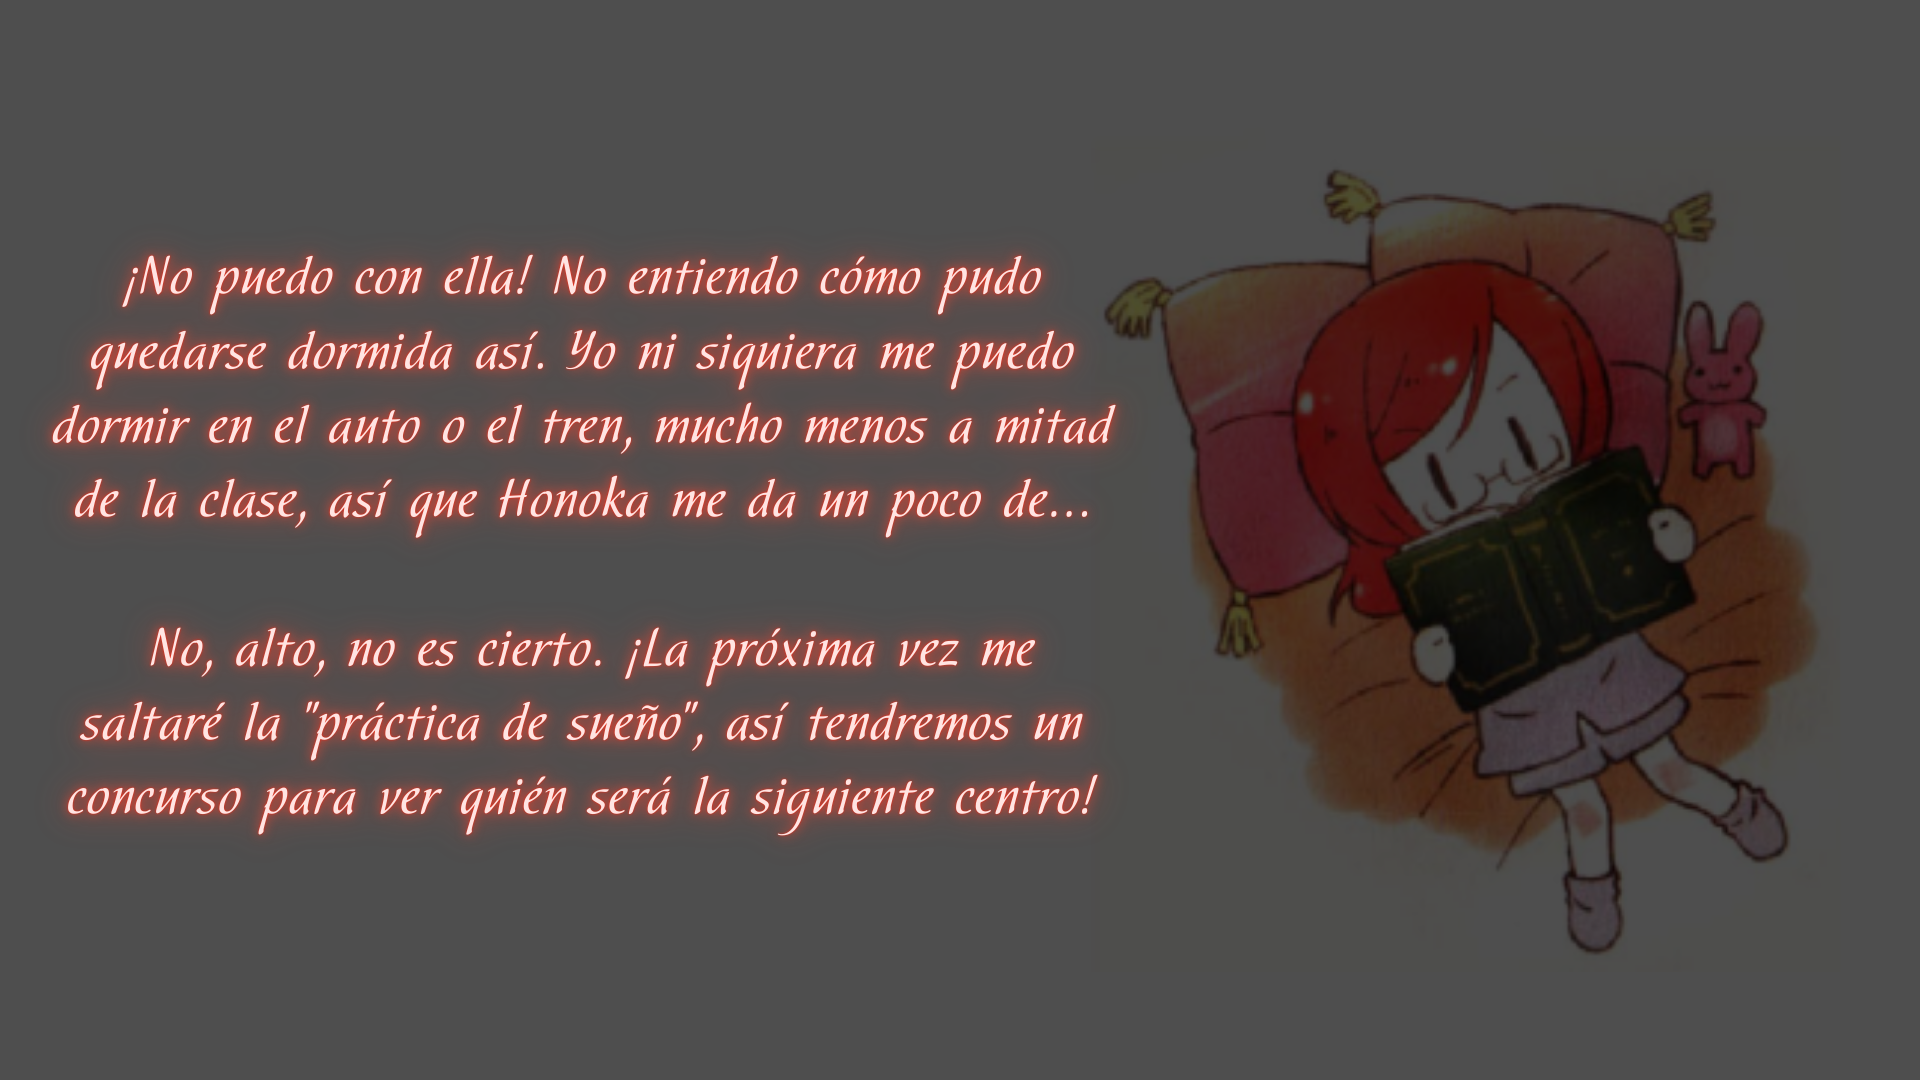 ¡No puedo con ella! No entiendo cómo pudo
quedarse dormida así. Yo ni siquiera me puedo
dormir en el auto o el tren, mucho menos a mitad
de la clase, así que Honoka me da un poco de...
No, alto, no es cierto. ¡La próxima vez me
saltaré la "práctica de sueño", así tendremos un
concurso para ver quién será la siguiente centro!